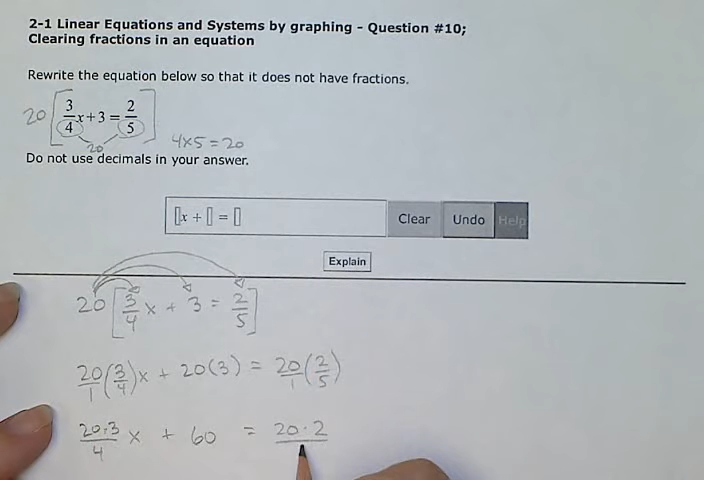 2-1 Linear Equations and Systems by graphing - Question #10;
Clearing fractions in an equation
Rewrite the equation below so that it does not have fractions.
20 [ 3/4 x + 3 = 2/5 ]
20
4x5 = 20
Do not use decimals in your answer.
[]x + [] = []
Clear Undo Help
Explain
20 [ 3/4 x + 3 = 2/5 ]
20/1 (3/4)x + 20(3) = 20/1 (2/5)
20·3/4 x + 60 = 20·2